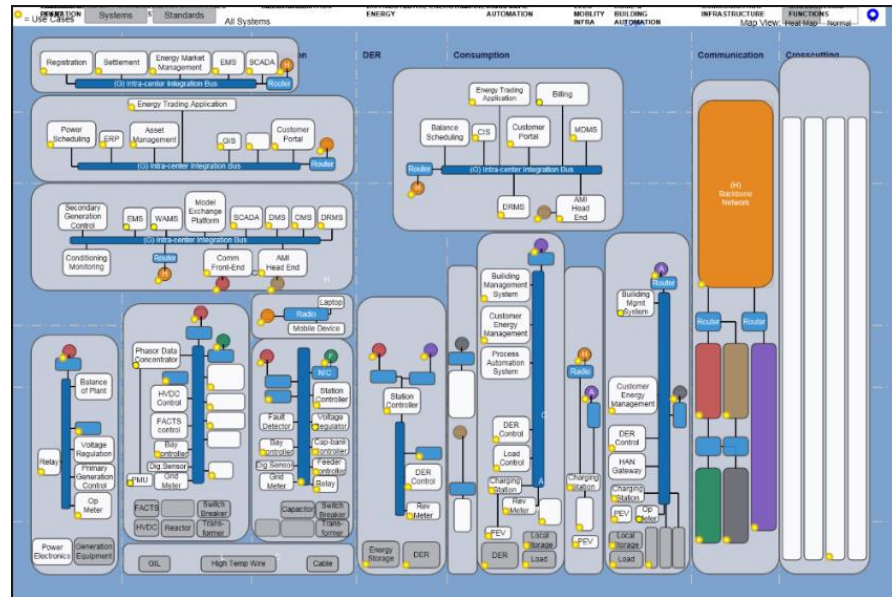 = Use Cases
Systems
Standards
All Systems
ENERGY
AUTOMATION
MOBLITY
INFRA
BUILDING
AUTOMATION
COMMUNICATION
INFRASTRUCTURE
FUNCTIONS
Map View:
Heat Map
Normal
DER
Consumption
Communication
Crosscutting
Registration
Settlement
Energy Market
Management
EMS
SCADA
H
(G) Intra-center Integration Bus
Router
Energy Trading Application
Power
Scheduling
ERP
Asset
Management
GIS
Customer
Portal
(G) Intra-center Integration Bus
Router
Secondary
Generation
Control
EMS
WAMS
Model
Exchange
Platform
SCADA
DMS
OMS
DRMS
(G) Intra-center Integration Bus
Conditioning
Monitoring
Router
H
Comm
Front-End
AMI
Head End
H
Energy Trading
Application
Billing
Balance
Scheduling
CIS
Customer
Portal
MDMS
Router
(G) Intra-center Integration Bus
H
DRMS
AMI
Head
End
Balance
of Plant
Voltage
Regulation
Relay
Primary
Generation
Control
Op
Meter
Power
Electronics
Generation
Equipment
Phasor Data
Concentrator
HVDC
Control
FACTS
control
Bay
Controller
Dig.Sensor
PMU
Grid
Meter
FACTS
Switch
Breaker
HVDC
Reactor
Trans-
former
Laptop
Radio
Mobile Device
F
NIC
Station
Controller
Fault
Detector
Voltage
Regulator
Bay
Controller
Cap-bank
Controller
Dig.Sensor
Feeder
Controller
Grid
Meter
Relay
Capacitor
Switch
Breaker
Trans-
former
GIL
High Temp Wire
Cable
Station
Controller
DER
Control
Rev
Meter
Energy
Storage
DER
Building
Management
System
Customer
Energy
Management
Process
Automation
System
C
DER
Control
Load
Control
Charging
Station
A
Rev
Meter
PEV
DER
Local
Storage
Load
H
Radio
A
Charging
Station
PEV
A
Router
Building
Mgmt
System
Customer
Energy
Management
DER
Control
HAN
Gateway
Charging
Station
PEV
Op
Meter
Local
Storage
Load
(H)
Backbone
Network
Router
Router